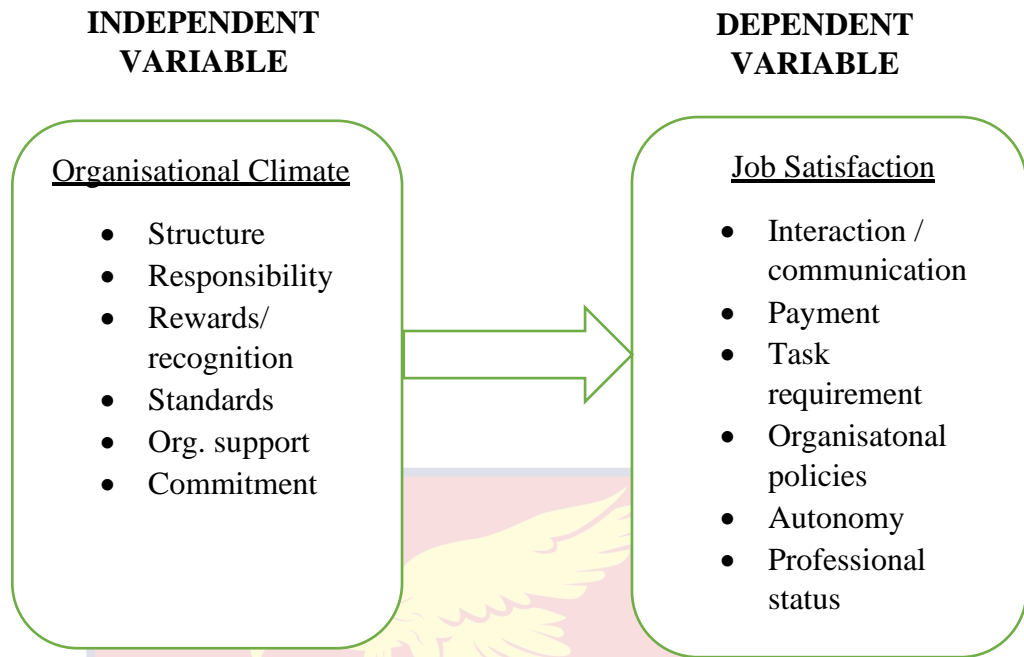 INDEPENDENT
VARIABLE
Organisational Climate
• Structure
• Responsibility
• Rewards/
recognition
• Standards
• Org. support
• Commitment
DEPENDENT
VARIABLE
Job Satisfaction
• Interaction /
communication
• Payment
• Task
requirement
• Organisatonal
policies
• Autonomy
• Professional
status